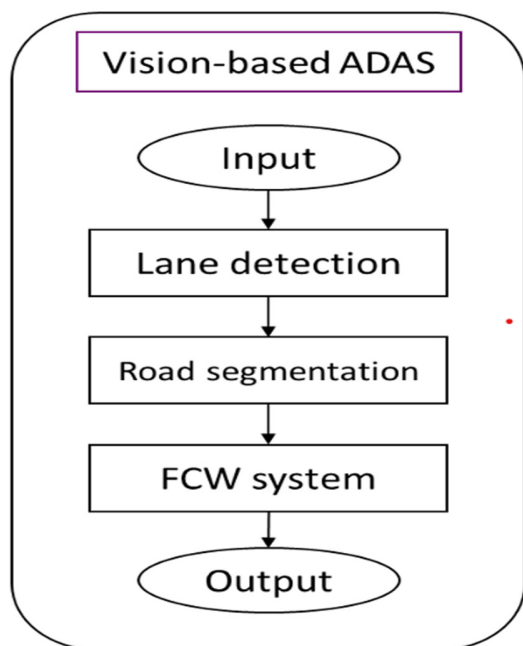 Vision-based ADAS
Input
Lane detection
Road segmentation
FCW system
Output